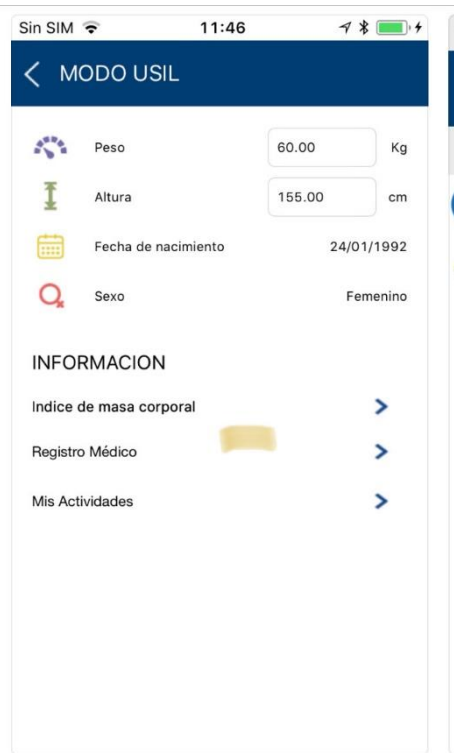 Sin SIM 11:46
MODO USIL
Peso 60.00 Kg
Altura 155.00 cm
Fecha de nacimiento 24/01/1992
Sexo Femenino
INFORMACION
Indice de masa corporal
Registro Médico
Mis Actividades